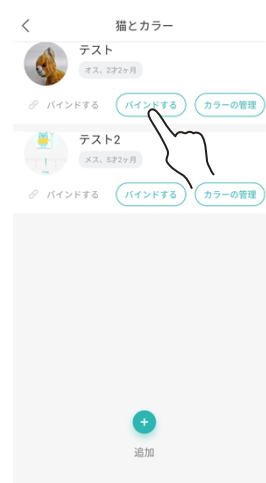 猫とカラー
テスト
オス、2才2ヶ月
バインドする バインドする カラーの管理
テスト2
メス、5才2ヶ月
バインドする バインドする カラーの管理
追加